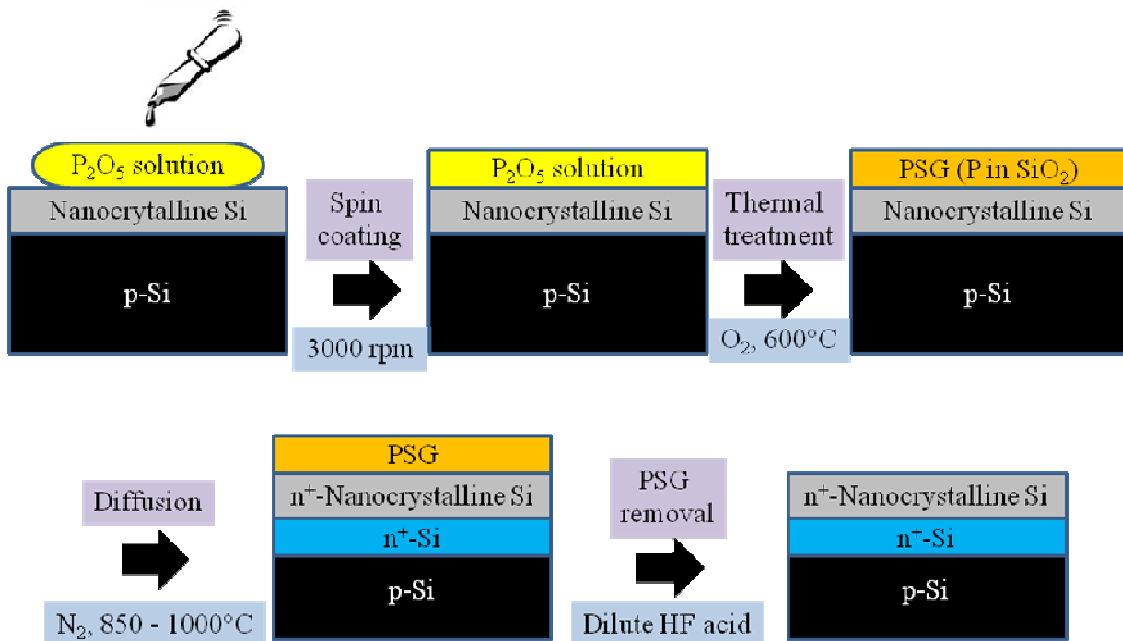 P₂O₅ solution
Nanocrytalline Si
p-Si
Spin
coating
3000 rpm
P₂O₅ solution
Nanocrystalline Si
p-Si
Thermal
treatment
O₂, 600°C
PSG (P in SiO₂)
Nanocrystalline Si
p-Si
Diffusion
N₂, 850 - 1000°C
PSG
n⁺-Nanocrystalline Si
n⁺-Si
p-Si
PSG
removal
Dilute HF acid
n⁺-Nanocrystalline Si
n⁺-Si
p-Si